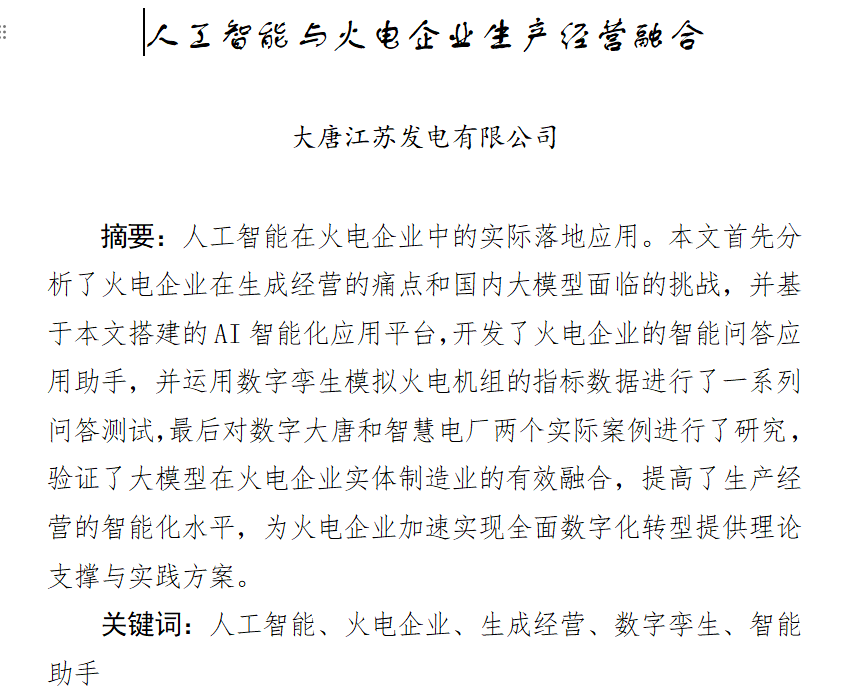 人工智能与火电企业生产经营融合
大唐江苏发电有限公司
摘要：人工智能在火电企业中的实际落地应用。本文首先分
析了火电企业在生成经营的痛点和国内大模型面临的挑战，并基
于本文搭建的AI智能化应用平台，开发了火电企业的智能问答应
用助手，并运用数字孪生模拟火电机组的指标数据进行了一系列
问答测试，最后对数字大唐和智慧电厂两个实际案例进行了研究，
验证了大模型在火电企业实体制造业的有效融合，提高了生产经
营的智能化水平，为火电企业加速实现全面数字化转型提供理论
支撑与实践方案。
关键词：人工智能、火电企业、生成经营、数字孪生、智能
助手